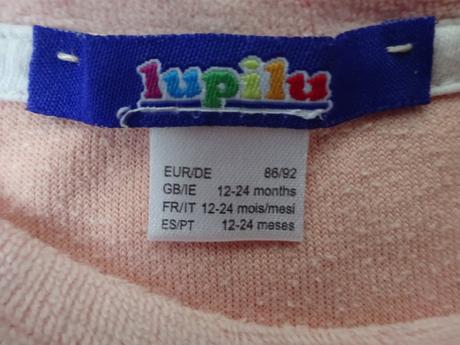 lupilu
EUR/DE 86/92
GB/IE 12-24 months
FR/IT 12-24 mois/mesi
ES/PT 12-24 meses